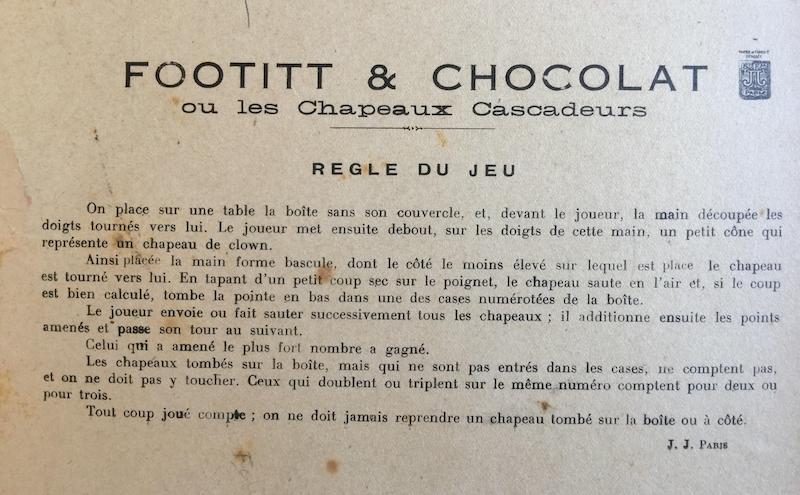 FOOTITT & CHOCOLAT
ou les Chapeaux Cascadeurs
REGLE DU JEU
On place sur une table la boîte sans son couvercle, et, devant le joueur, la main découpée les
doigts tournés vers lui. Le joueur met ensuite debout, sur les doigts de cette main, un petit cône qui
représente un chapeau de clown.
Ainsi placée la main forme bascule, dont le côté le moins élevé sur lequel est place le chapeau
est tourné vers lui. En tapant d'un petit coup sec sur le poignet, le chapeau saute en l'air et, si le coup
est bien calculé, tombe la pointe en bas dans une des cases numérotées de la boîte.
Le joueur envoie ou fait sauter successivement tous les chapeaux ; il additionne ensuite les points
amenés et passe son tour au suivant.
Celui qui a amené le plus fort nombre a gagné.
Les chapeaux tombés sur la boîte, mais qui ne sont pas entrés dans les cases, ne comptent pas,
et on ne doit pas y toucher. Ceux qui doublent ou triplent sur le même numéro comptent pour deux ou
pour trois.
Tout coup joué compte ; on ne doit jamais reprendre un chapeau tombé sur la boîte ou à côté.
J. J. PARIS